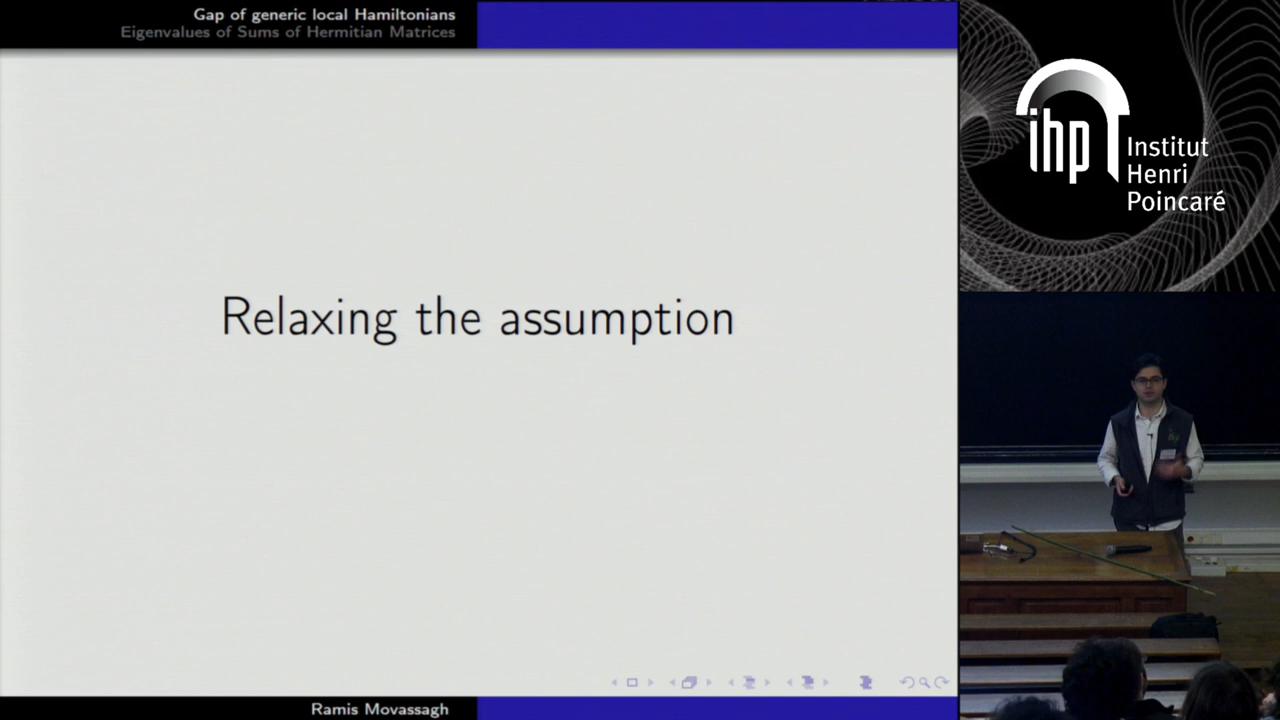 Gap of generic local Hamiltonians
Eigenvalues of Sums of Hermitian Matrices
Relaxing the assumption
Ramis Movassagh
ihp
Institut
Henri
Poincaré